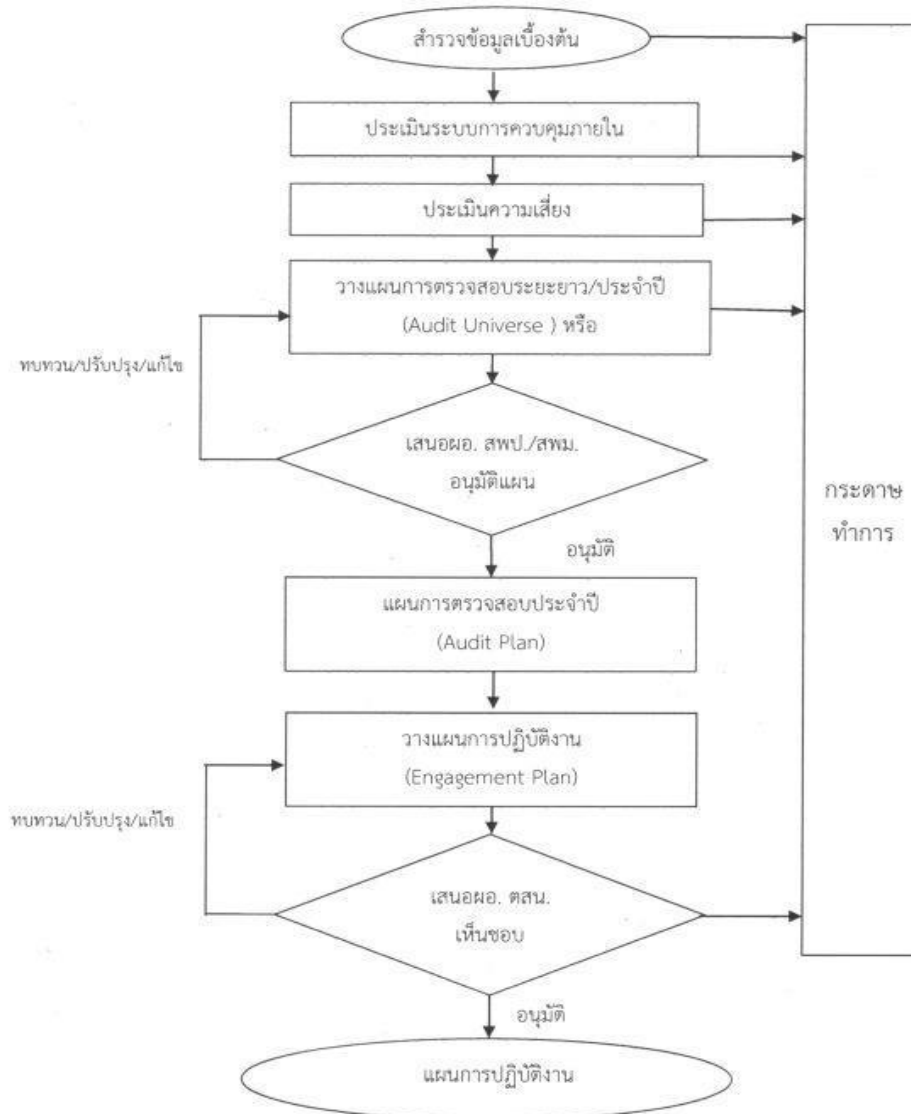 สำรวจข้อมูลเบื้องต้น
ประเมินระบบการควบคุมภายใน
ประเมินความเสี่ยง
วางแผนการตรวจสอบระยะยาว/ประจำปี
(Audit Universe ) หรือ
ทบทวน/ปรับปรุง/แก้ไข
เสนอผอ. สพป./สพม.
อนุมัติแผน
กระดาษ
ทำการ
อนุมัติ
แผนการตรวจสอบประจำปี
(Audit Plan)
วางแผนการปฏิบัติงาน
(Engagement Plan)
ทบทวน/ปรับปรุง/แก้ไข
เสนอผอ. ตสน.
เห็นชอบ
อนุมัติ
แผนการปฏิบัติงาน